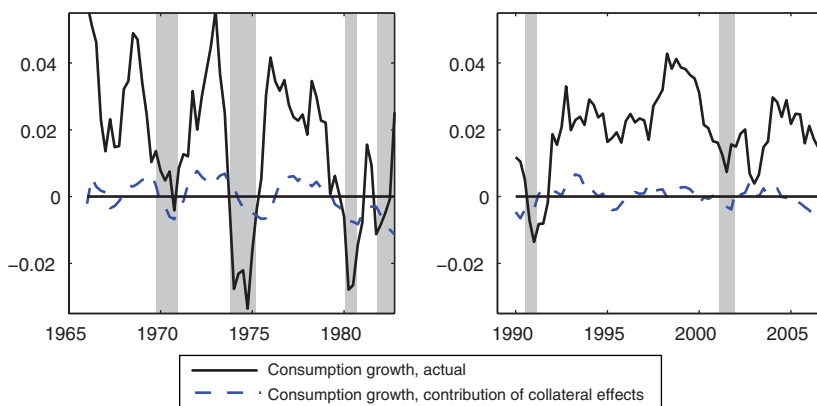 0.04
0.02
0
−0.02
1965 1970 1975 1980
0.04
0.02
0
−0.02
1990 1995 2000 2005
Consumption growth, actual
Consumption growth, contribution of collateral effects